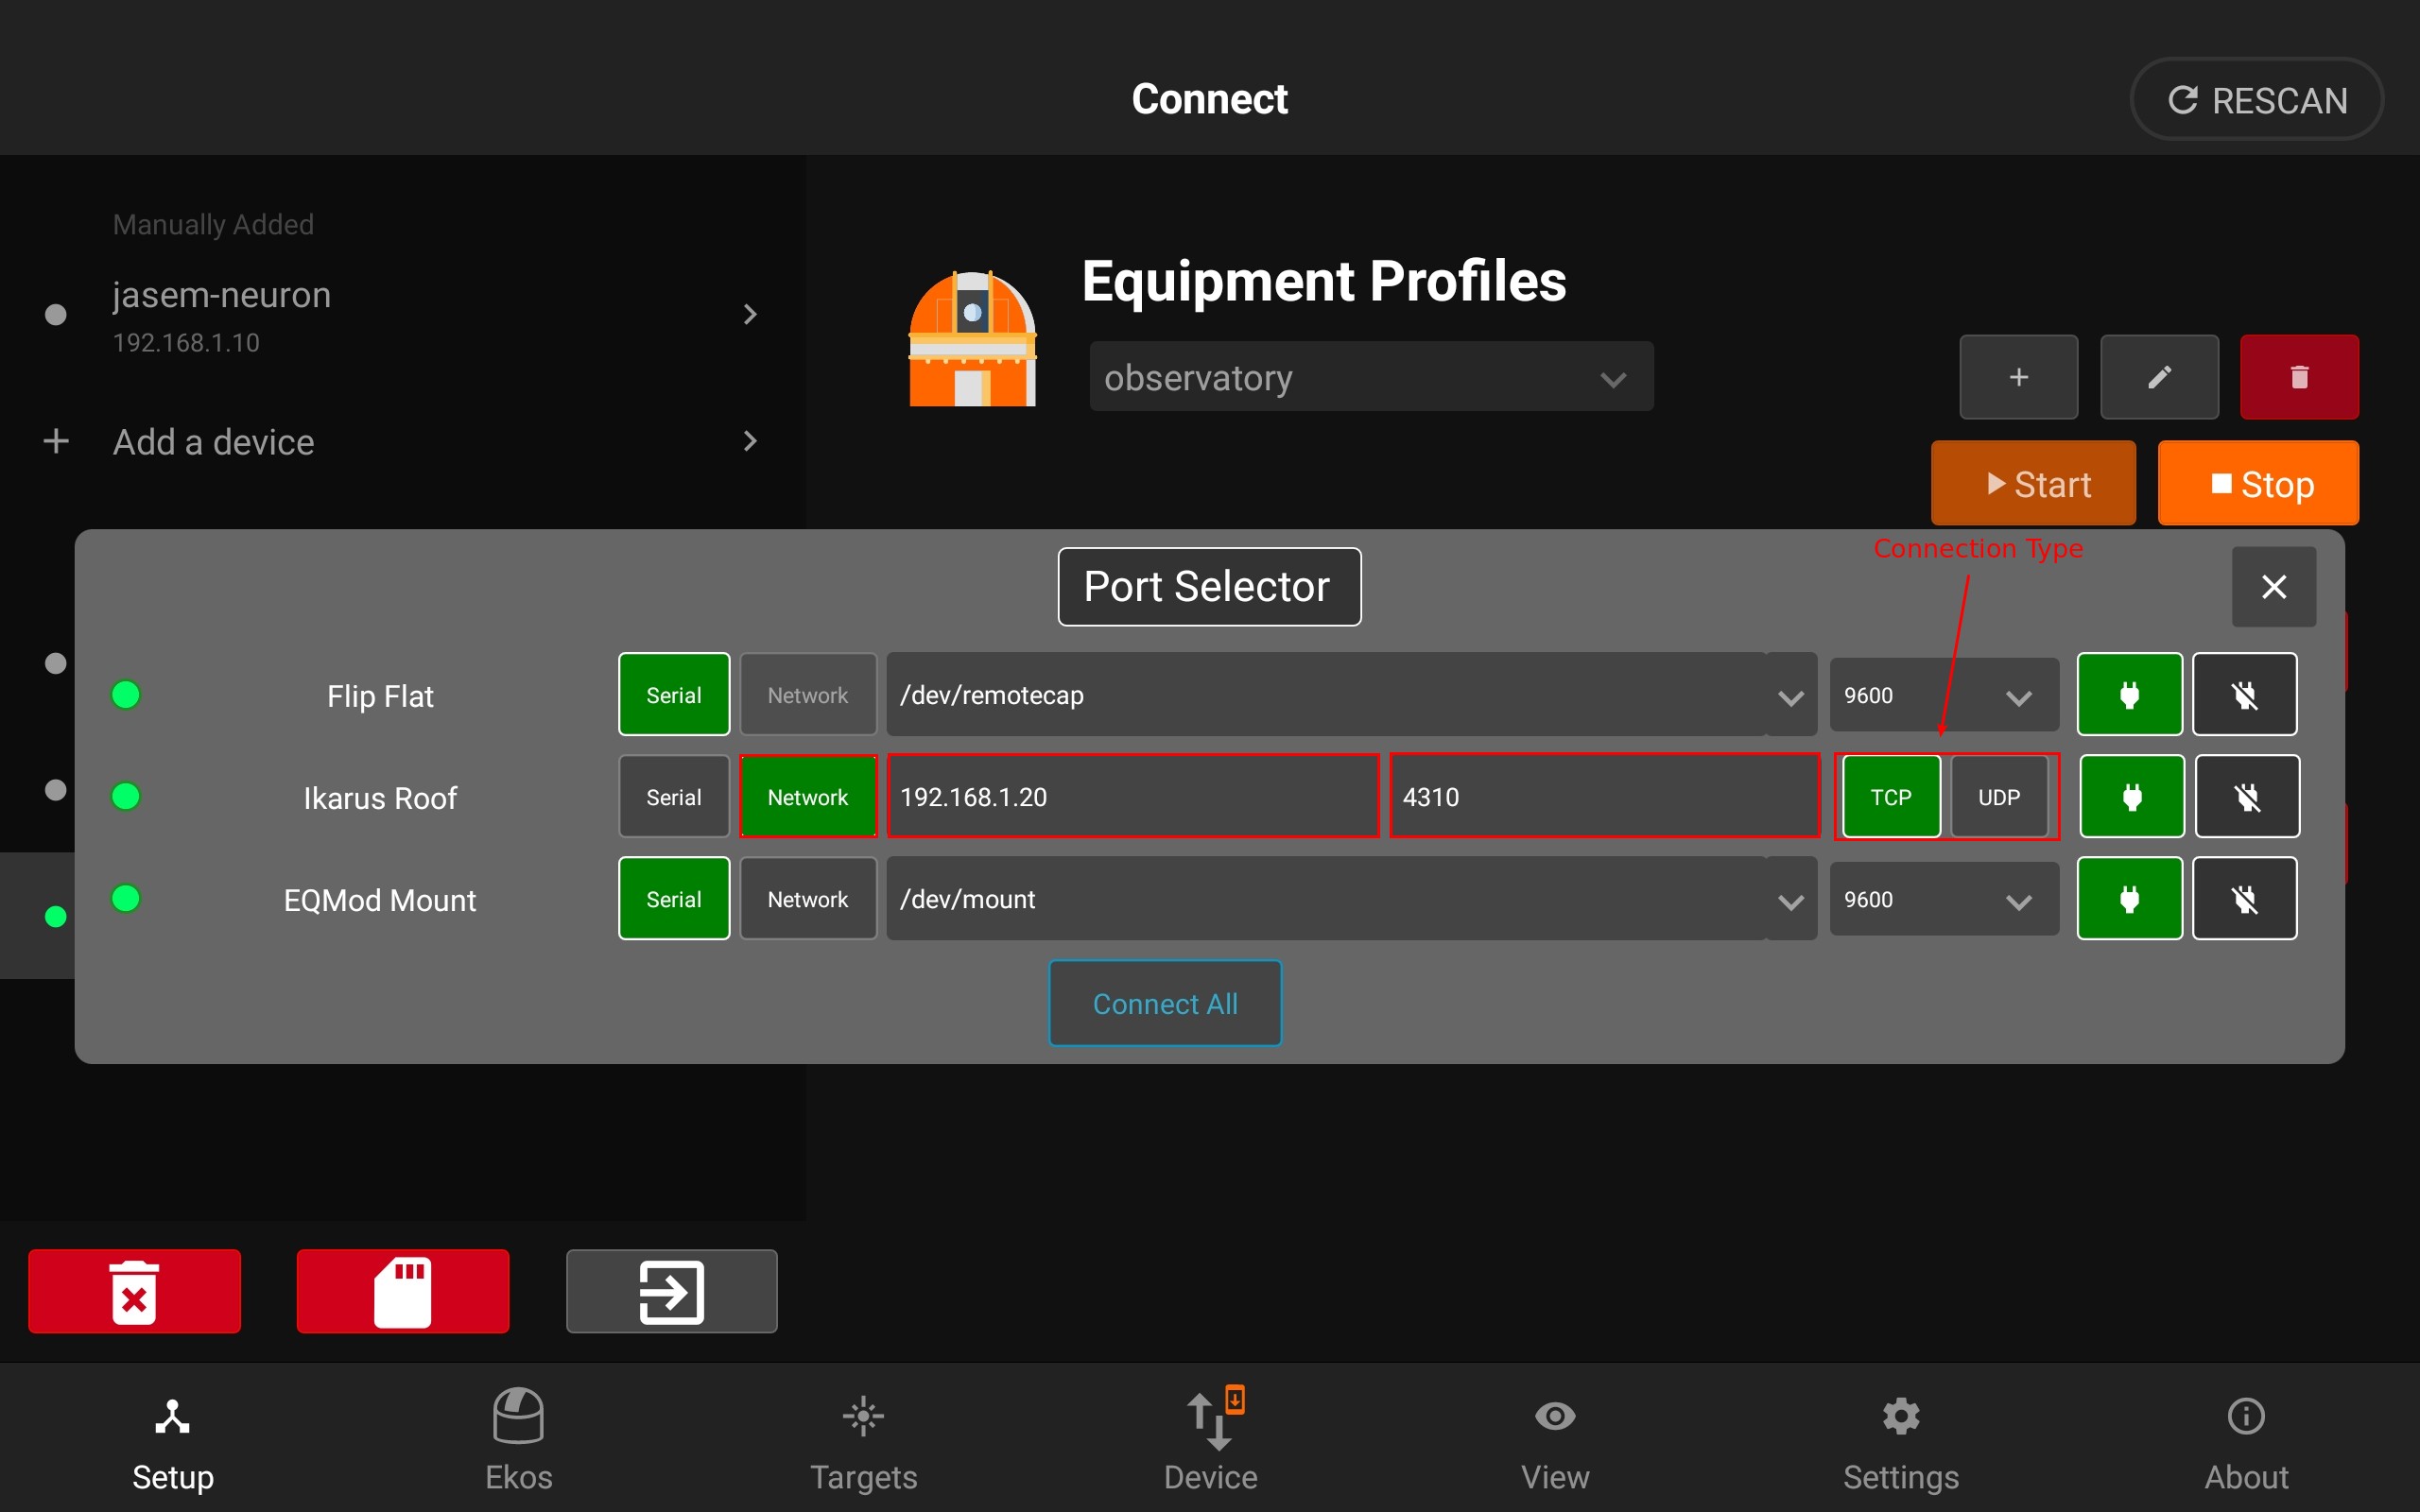 Connect
RESCAN
Manually Added
jasem-neuron
192.168.1.10
Add a device
Equipment Profiles
observatory
Start
Stop
Connection Type
Port Selector
Flip Flat
Serial
Network
/dev/remotecap
9600
Ikarus Roof
Serial
Network
192.168.1.20
4310
TCP
UDP
EQMod Mount
Serial
Network
/dev/mount
9600
Connect All
Setup
Ekos
Targets
Device
View
Settings
About